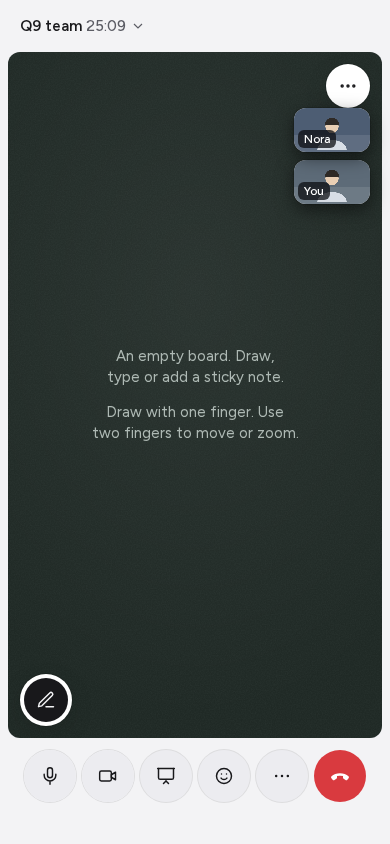 Q9 team 25:09
Nora
You
An empty board. Draw,
type or add a sticky note.
Draw with one finger. Use
two fingers to move or zoom.